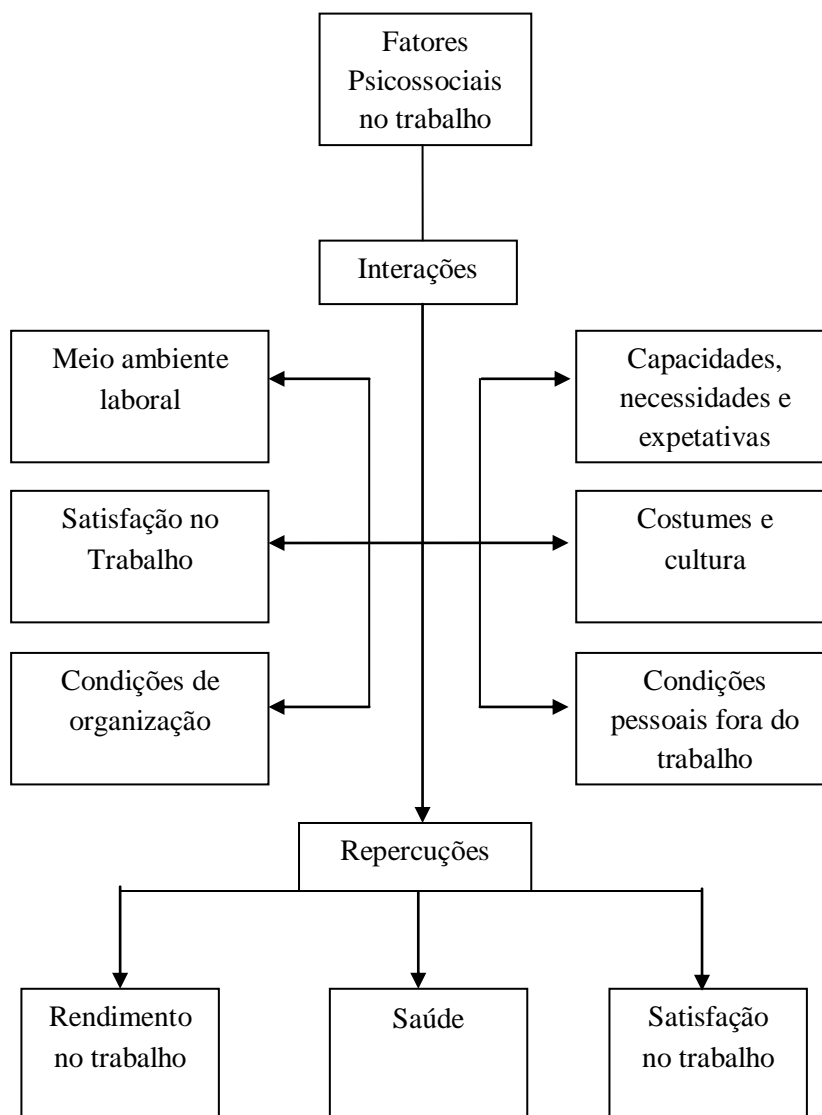 Fatores
Psicossociais
no trabalho
Interações
Meio ambiente
laboral
Capacidades,
necessidades e
expetativas
Satisfação no
Trabalho
Costumes e
cultura
Condições de
organização
Condições
pessoais fora do
trabalho
Repercuções
Rendimento
no trabalho
Saúde
Satisfação
no trabalho